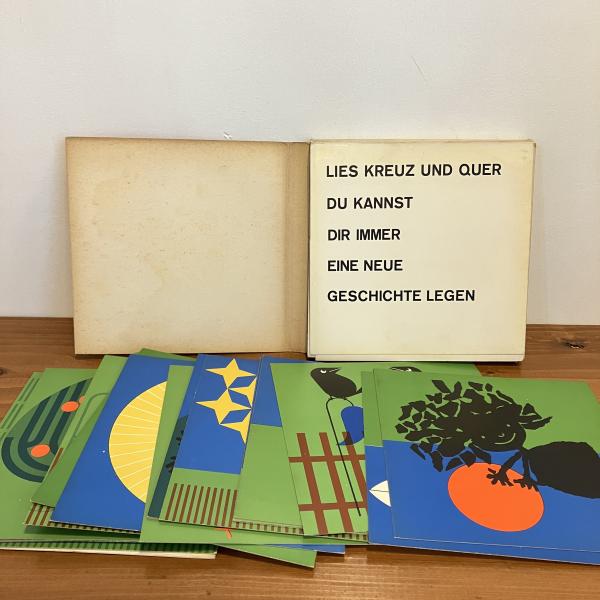 LIES KREUZ UND QUER
DU KANNST
DIR IMMER
EINE NEUE
GESCHICHTE LEGEN